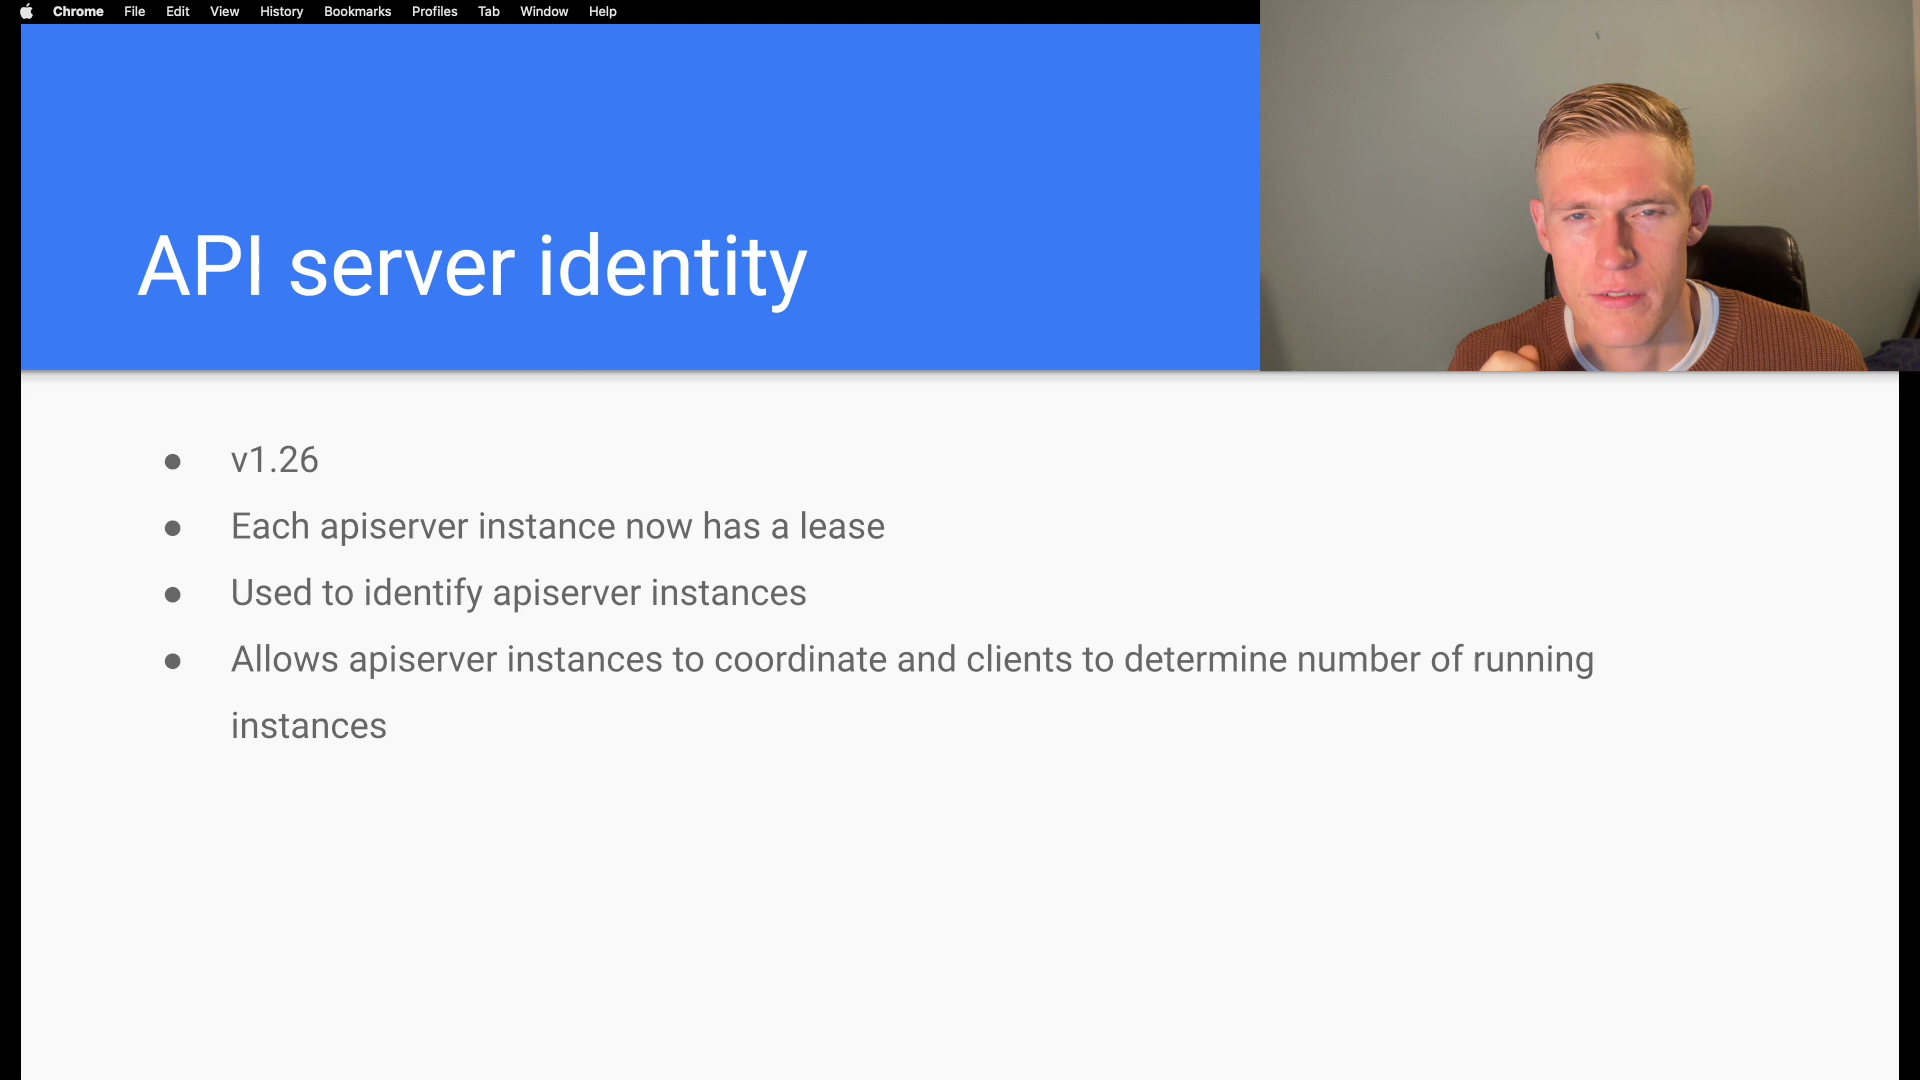 Chrome File Edit View History Bookmarks Profiles Tab Window Help
API server identity
● v1.26
● Each apiserver instance now has a lease
● Used to identify apiserver instances
● Allows apiserver instances to coordinate and clients to determine number of running
instances